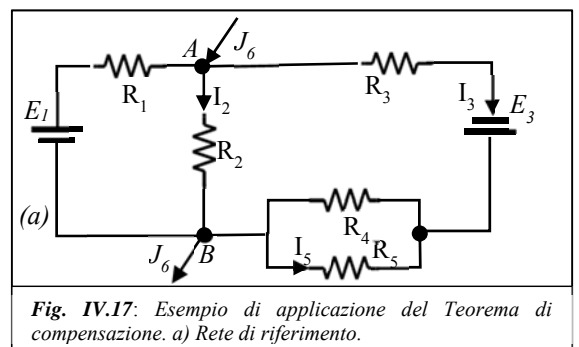 J6
A
R1
I2
R3
I3
E1
E3
R2
(a)
R4
J6
B
I5
R5
Fig. IV.17: Esempio di applicazione del Teorema di
compensazione. a) Rete di riferimento.